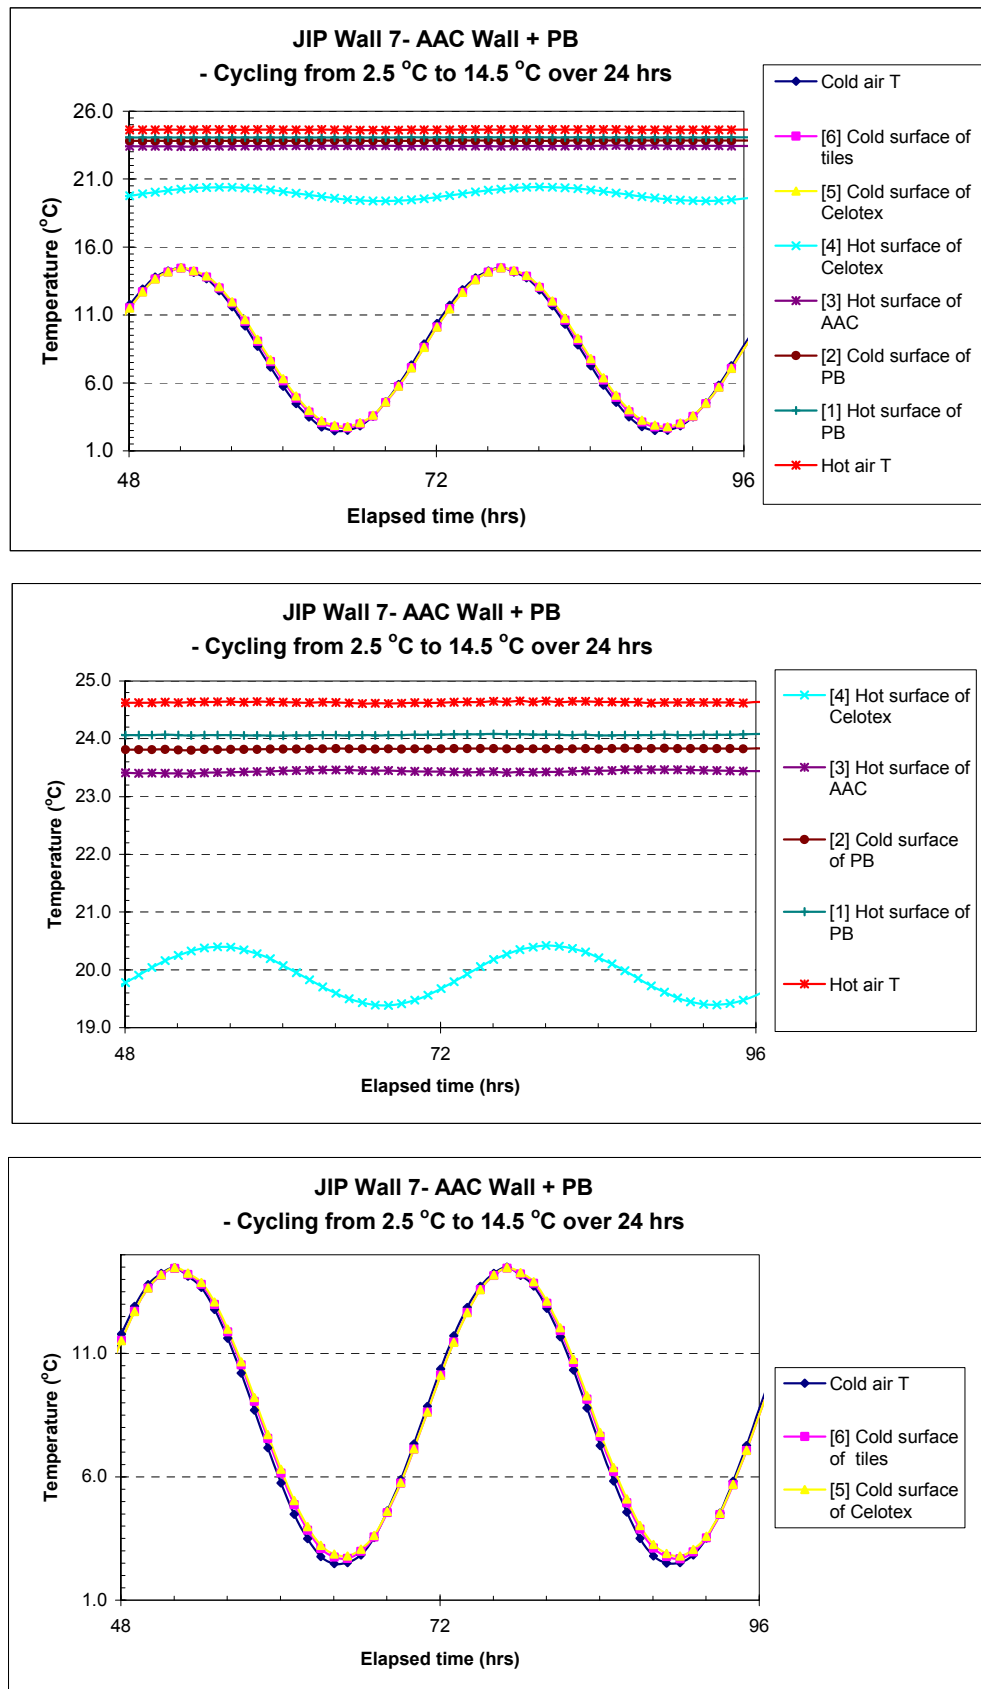 JIP Wall 7- AAC Wall + PB
- Cycling from 2.5 °C to 14.5 °C over 24 hrs
26.0
21.0
16.0
11.0
6.0
1.0
Temperature (°C)
48
72
96
Elapsed time (hrs)
Cold air T
[6] Cold surface of
tiles
[5] Cold surface of
Celotex
[4] Hot surface of
Celotex
[3] Hot surface of
AAC
[2] Cold surface of
PB
[1] Hot surface of
PB
Hot air T
JIP Wall 7- AAC Wall + PB
- Cycling from 2.5 °C to 14.5 °C over 24 hrs
25.0
24.0
23.0
22.0
21.0
20.0
19.0
Temperature (°C)
48
72
96
Elapsed time (hrs)
[4] Hot surface of
Celotex
[3] Hot surface of
AAC
[2] Cold surface
of PB
[1] Hot surface of
PB
Hot air T
JIP Wall 7- AAC Wall + PB
- Cycling from 2.5 °C to 14.5 °C over 24 hrs
11.0
6.0
1.0
Temperature (°C)
48
72
96
Elapsed time (hrs)
Cold air T
[6] Cold surface
of tiles
[5] Cold surface
of Celotex